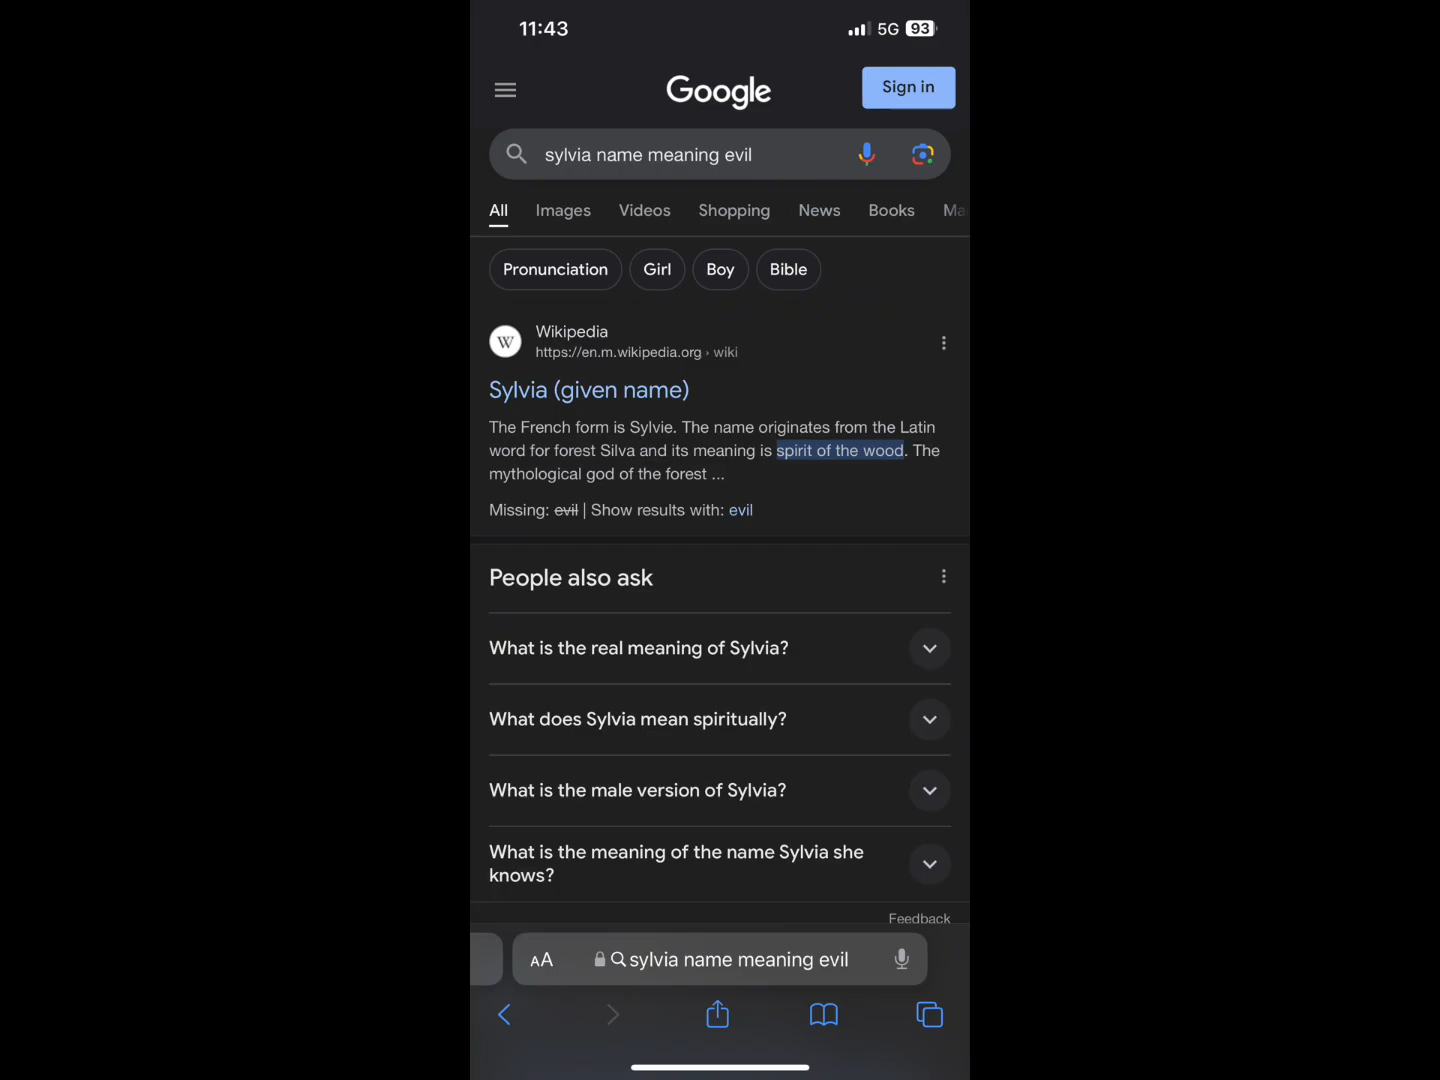 11:43
5G 93
Google
Sign in
sylvia name meaning evil
All Images Videos Shopping News Books Ma
Pronunciation Girl Boy Bible
W
Wikipedia
https://en.m.wikipedia.org › wiki
Sylvia (given name)
The French form is Sylvie. The name originates from the Latin
word for forest Silva and its meaning is spirit of the wood. The
mythological god of the forest ...
Missing: evil | Show results with: evil
People also ask
What is the real meaning of Sylvia?
What does Sylvia mean spiritually?
What is the male version of Sylvia?
What is the meaning of the name Sylvia she
knows?
Feedback
AA sylvia name meaning evil